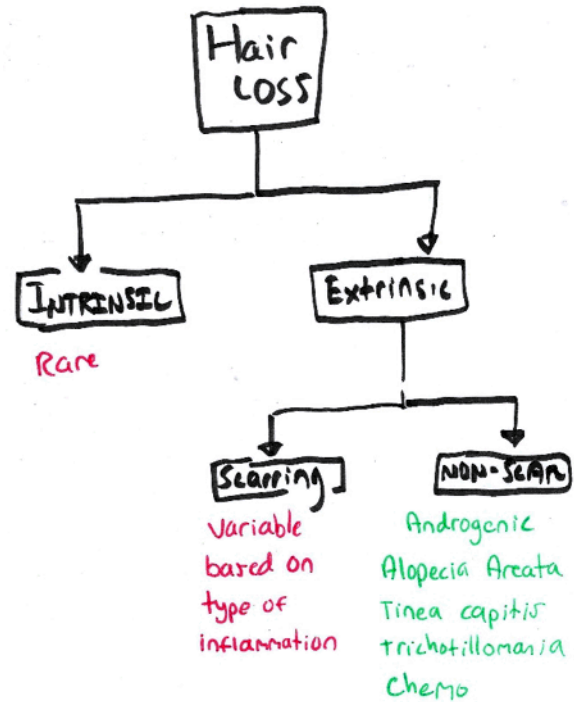 Hair
LOSS
INTRINSIC
Extrinsic
Rare
Scarring
NON-SCAR
Variable
based on
type of
inflammation
Androgenic
Alopecia Areata
Tinea capitis
trichotillomania
Chemo